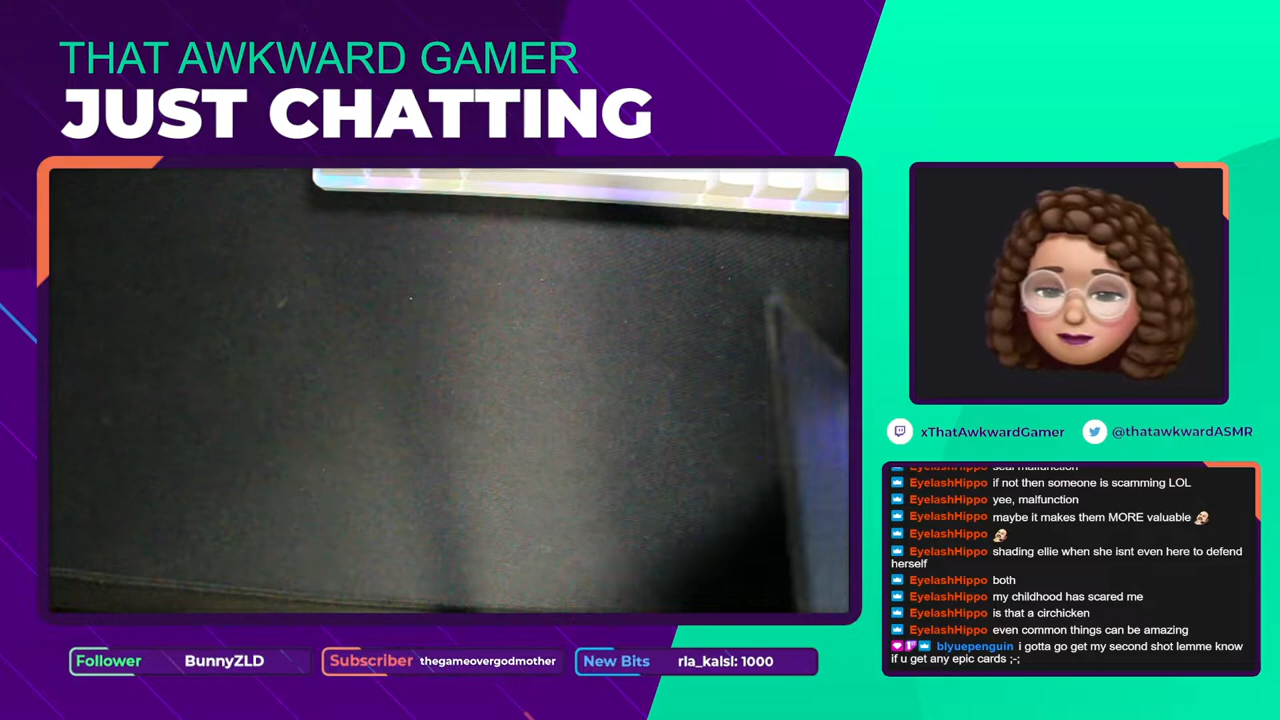 THAT AWKWARD GAMER
JUST CHATTING
xThatAwkwardGamer
@thatawkwardASMR
EyelashHippo if not then someone is scamming LOL
EyelashHippo yee, malfunction
EyelashHippo maybe it makes them MORE valuable
EyelashHippo
EyelashHippo shading ellie when she isnt even here to defend
herself
EyelashHippo both
EyelashHippo my childhood has scared me
EyelashHippo is that a circhicken
EyelashHippo even common things can be amazing
blyuepenguin i gotta go get my second shot lemme know
if u get any epic cards ;-;
Follower BunnyZLD
Subscriber thegameovergodmother
New Bits rla_kalsl: 1000